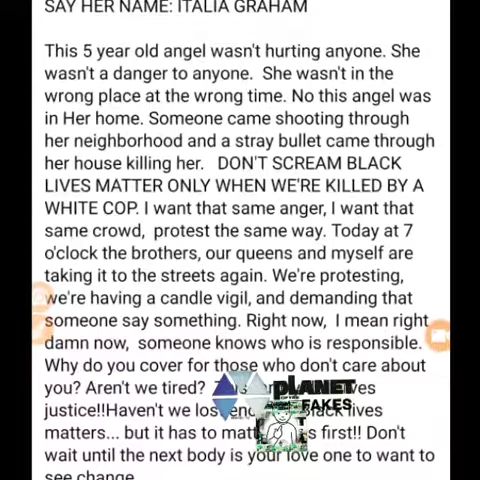 SAY HER NAME: ITALIA GRAHAM
This 5 year old angel wasn't hurting anyone. She
wasn't a danger to anyone.  She wasn't in the
wrong place at the wrong time. No this angel was
in Her home. Someone came shooting through
her neighborhood and a stray bullet came through
her house killing her.   DON'T SCREAM BLACK
LIVES MATTER ONLY WHEN WE'RE KILLED BY A
WHITE COP. I want that same anger, I want that
same crowd,  protest the same way. Today at 7
o'clock the brothers, our queens and myself are
taking it to the streets again. We're protesting,
we're having a candle vigil, and demanding that
someone say something. Right now,  I mean right
damn now,  someone knows who is responsible.
Why do you cover for those who don't care about
you? Aren't we tired?
justice!!Haven't we lives
matters... but it has to first!! Don't
wait until the next body is your love one to want to
see change
PLANET
OF THE
FAKES